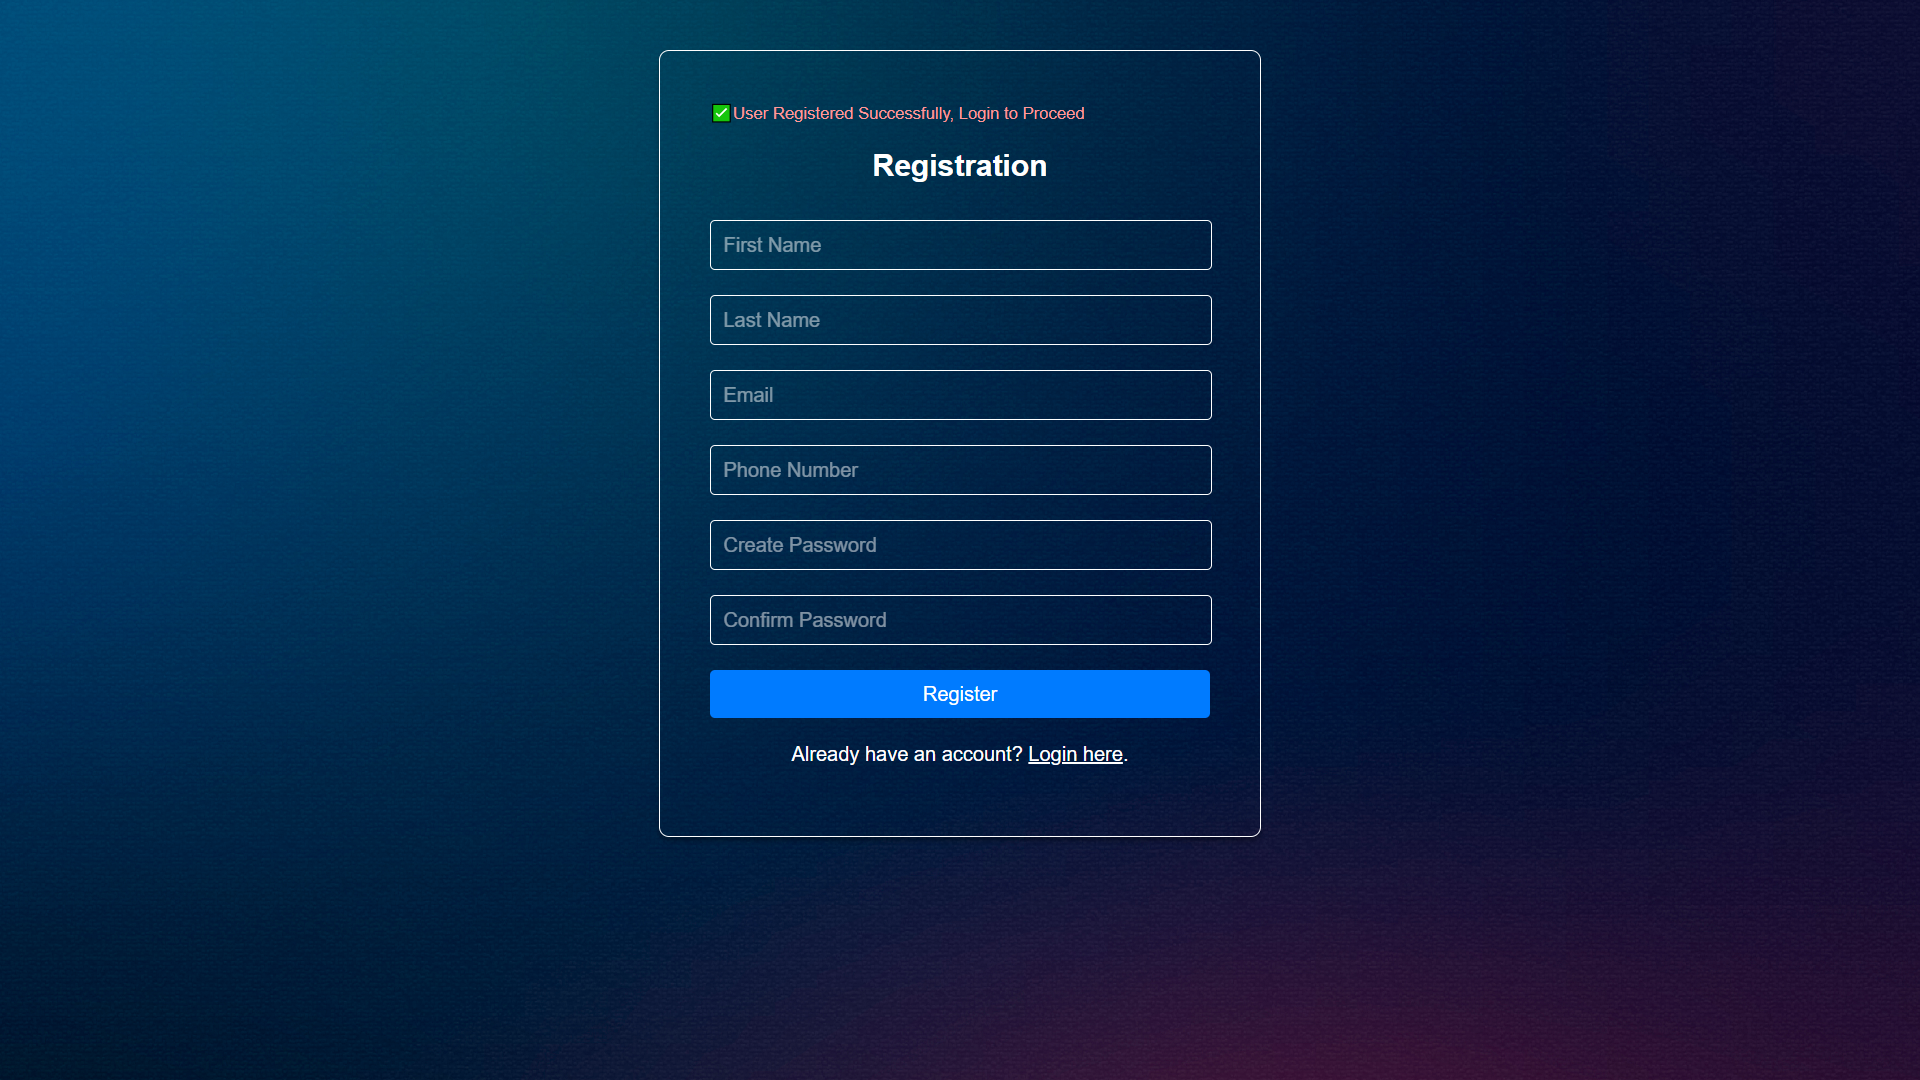 ✅User Registered Successfully, Login to Proceed
Registration
First Name
Last Name
Email
Phone Number
Create Password
Confirm Password
Register
Already have an account? Login here.